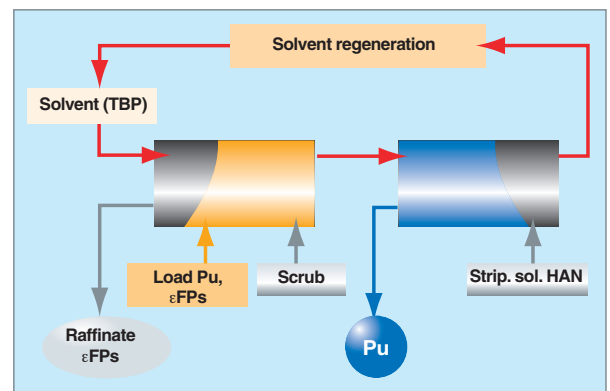 Solvent regeneration
Solvent (TBP)
Load Pu,
εFPs
Scrub
Strip. sol. HAN
Raffinate
εFPs
Pu